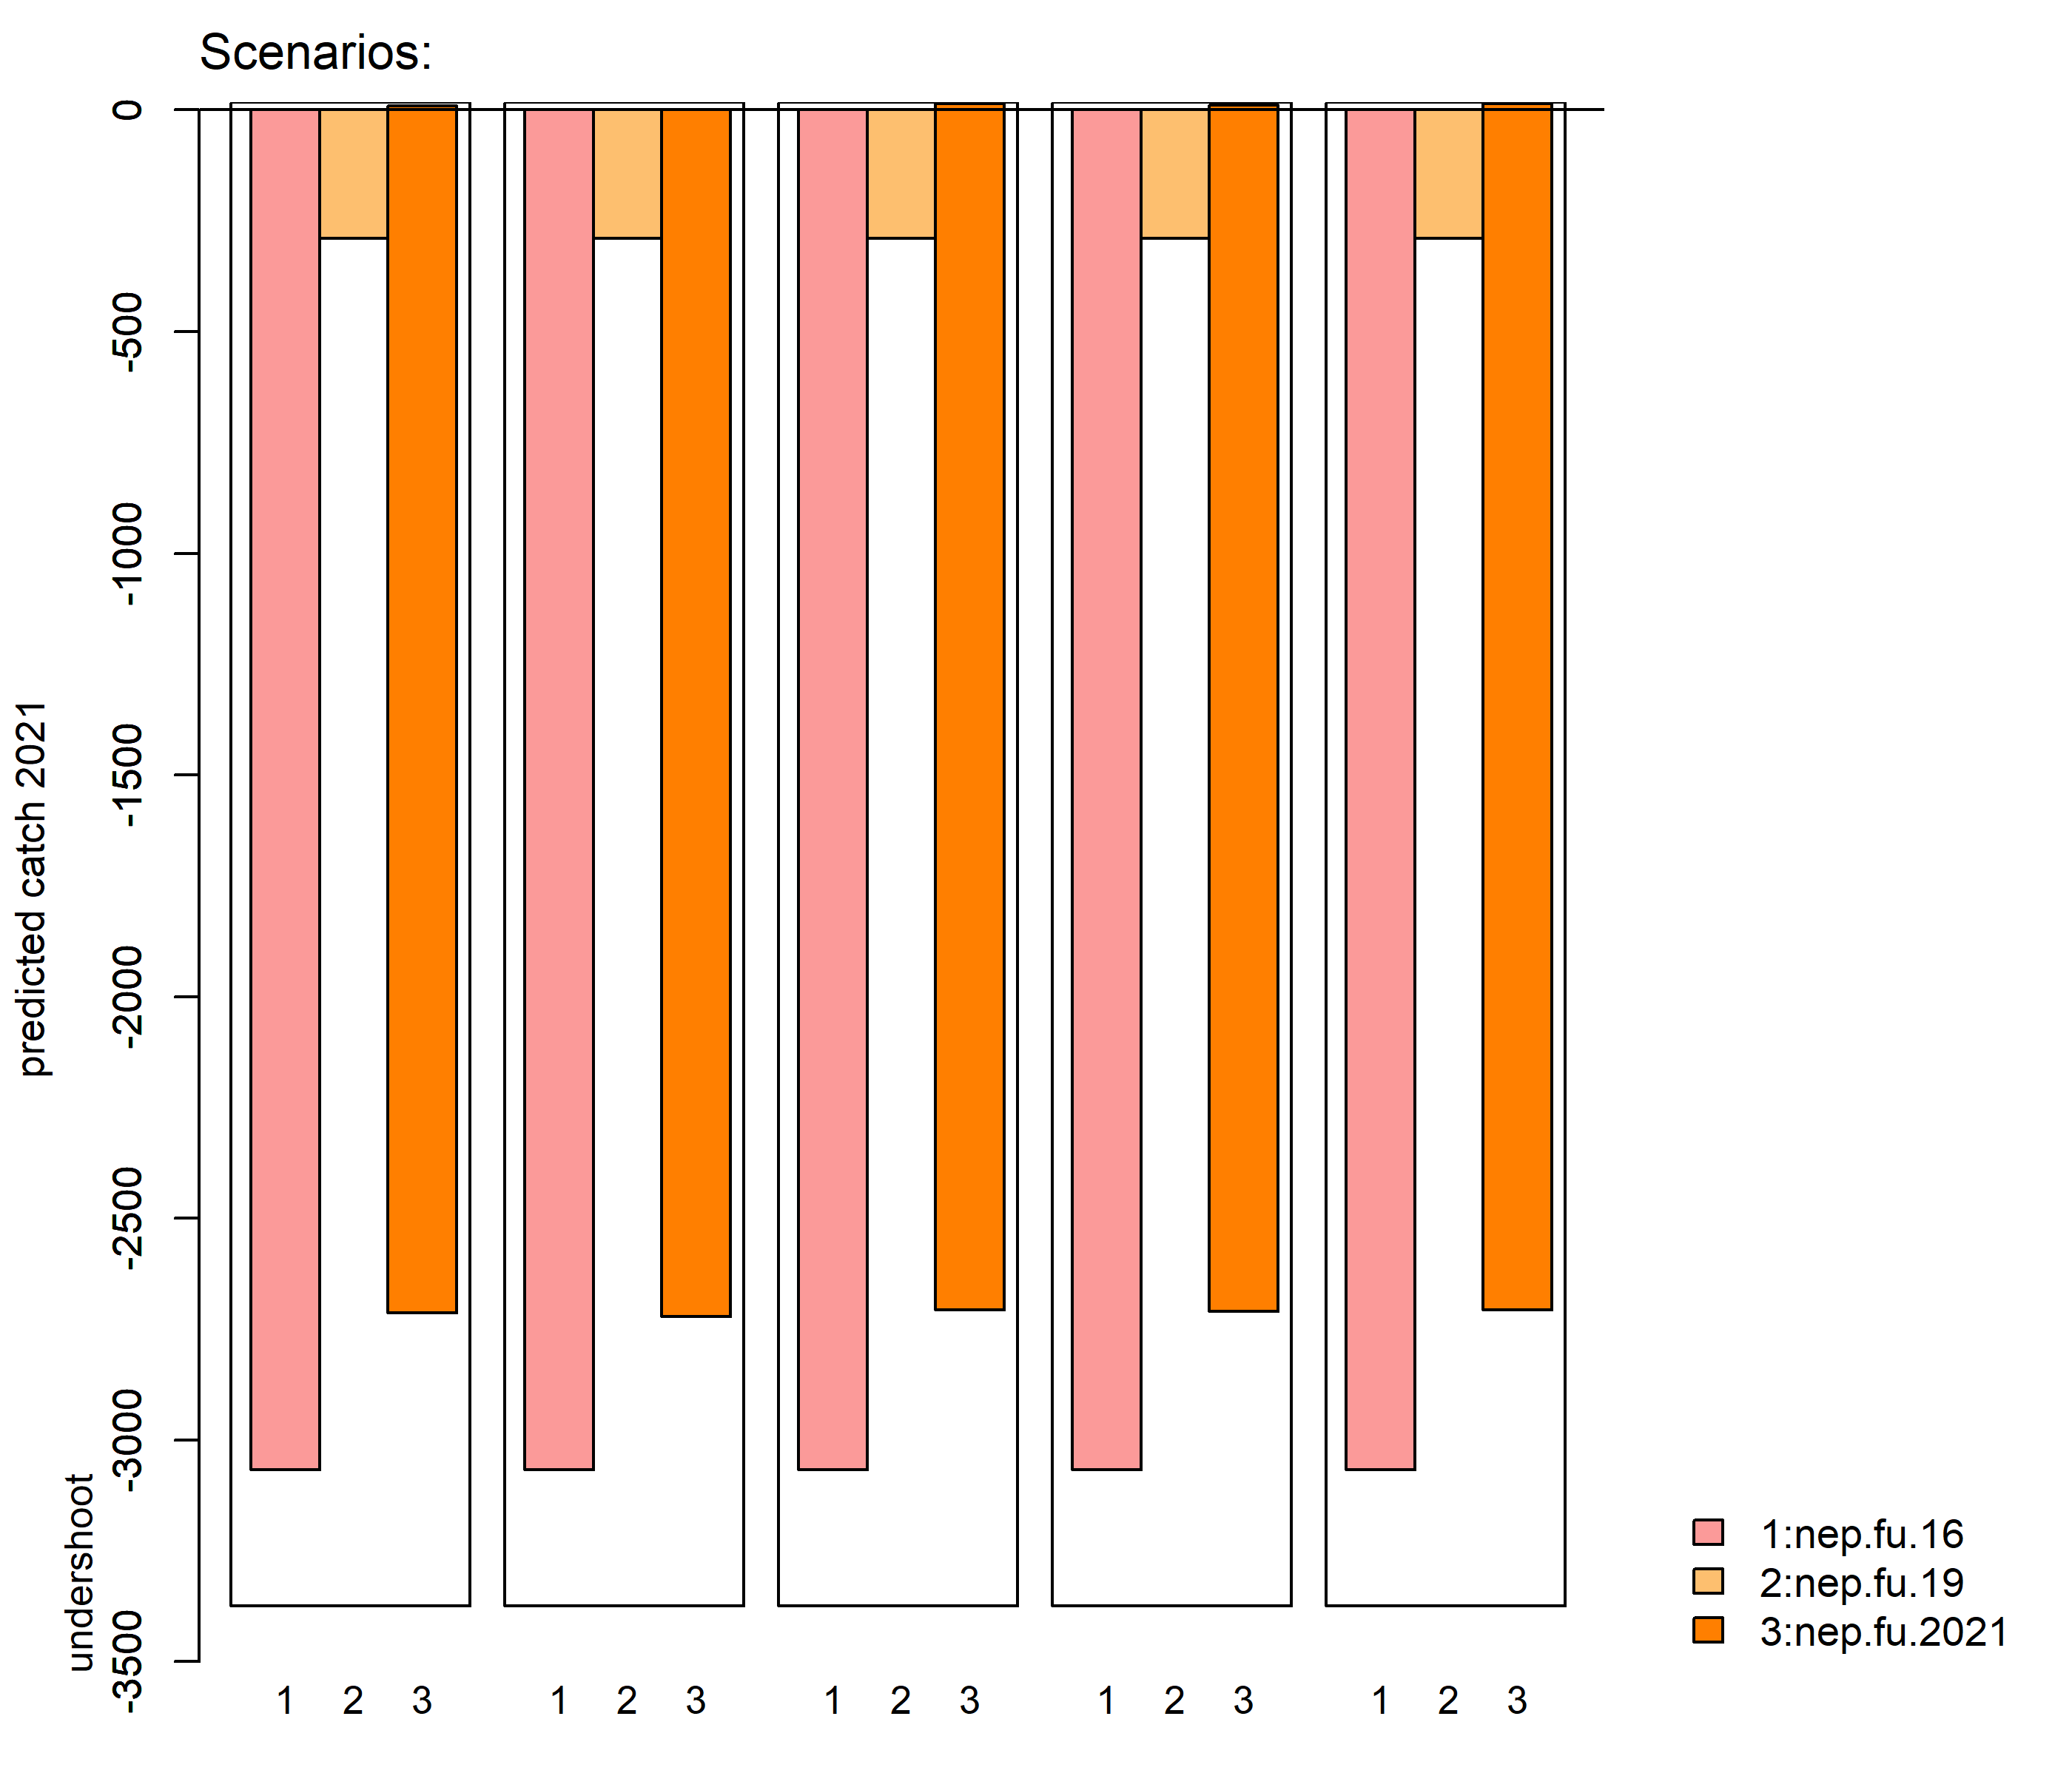 Scenarios:
0
-500
-1000
-1500
-2000
-2500
-3000
-3500
predicted catch 2021
undershoot
1 2 3 1 2 3 1 2 3 1 2 3 1 2 3
1:nep.fu.16
2:nep.fu.19
3:nep.fu.2021